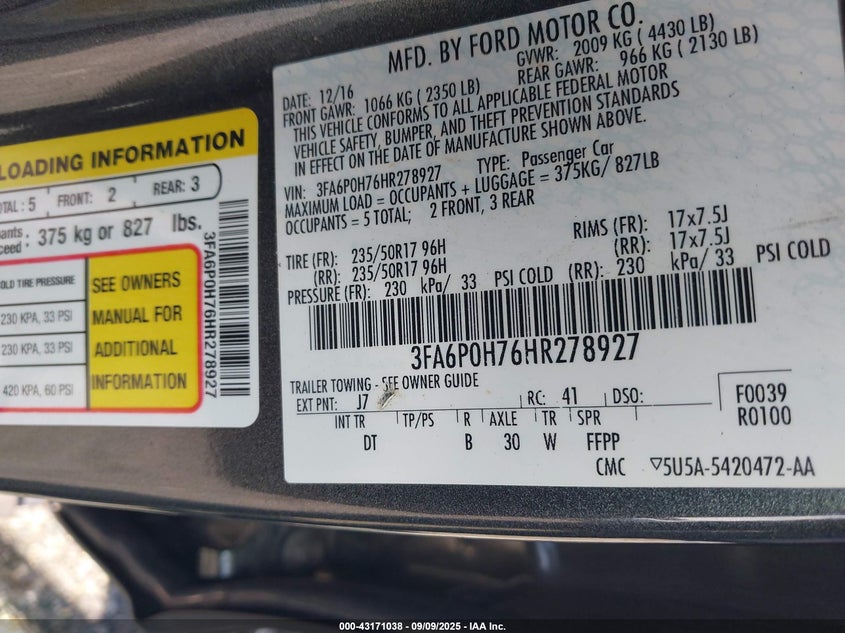 LOADING INFORMATION
TAL: 5 FRONT: 2 REAR: 3
pants
ceed : 375 kg or 827 lbs.
OLD TIRE PRESSURE
230 KPA, 33 PSI
230 KPA, 33 PSI
420 KPA, 60 PSI
SEE OWNERS
MANUAL FOR
ADDITIONAL
INFORMATION
3FA6P0H76HR278927
MFD. BY FORD MOTOR CO.
DATE: 12/16 GVWR: 2009 KG ( 4430 LB)
FRONT GAWR: 1066 KG ( 2350 LB) REAR GAWR: 966 KG ( 2130 LB)
THIS VEHICLE CONFORMS TO ALL APPLICABLE FEDERAL MOTOR
VEHICLE SAFETY, BUMPER, AND THEFT PREVENTION STANDARDS
IN EFFECT ON THE DATE OF MANUFACTURE SHOWN ABOVE.
VIN: 3FA6P0H76HR278927 TYPE: Passenger Car
MAXIMUM LOAD = OCCUPANTS + LUGGAGE = 375KG/ 827LB
OCCUPANTS = 5 TOTAL; 2 FRONT, 3 REAR
TIRE (FR): 235/50R17 96H RIMS (FR): 17x7.5J
(RR): 235/50R17 96H (RR): 17x7.5J
PRESSURE (FR): 230 kPa/ 33 PSI COLD (RR): 230 kPa/ 33 PSI COLD
3FA6P0H76HR278927
TRAILER TOWING - SEE OWNER GUIDE
EXT PNT: J7 RC: 41 DSO: F0039
INT TR TP/PS R AXLE TR SPR R0100
DT B 30 W FFPP
CMC 5U5A-5420472-AA
000-43171038 - 09/09/2025 - IAA Inc.